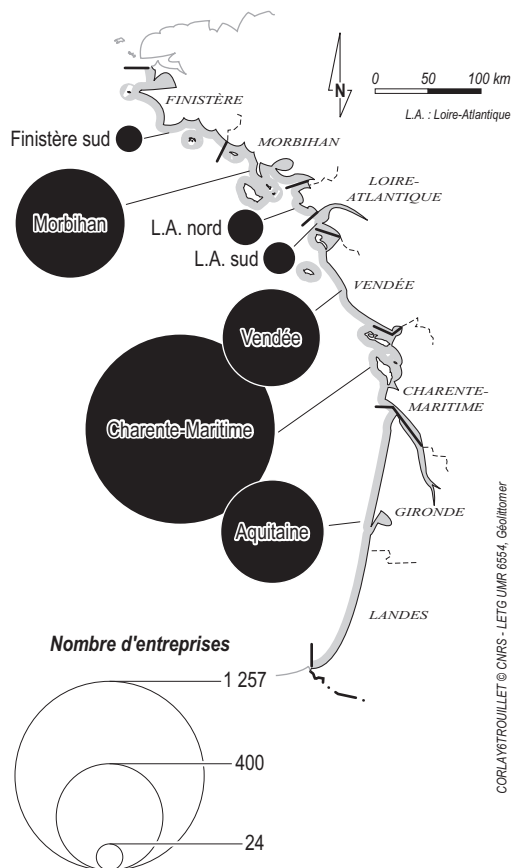 N
0 50 100 km
L.A. : Loire-Atlantique
FINISTÈRE
Finistère sud
MORBIHAN
LOIRE-
ATLANTIQUE
Morbihan
L.A. nord
L.A. sud
VENDÉE
Vendée
CHARENTE-
MARITIME
Charente-Maritime
GIRONDE
Aquitaine
LANDES
Nombre d'entreprises
1 257
400
24
CORLAY6TROUILLET © CNRS - LETG UMR 6554, Géolittomer